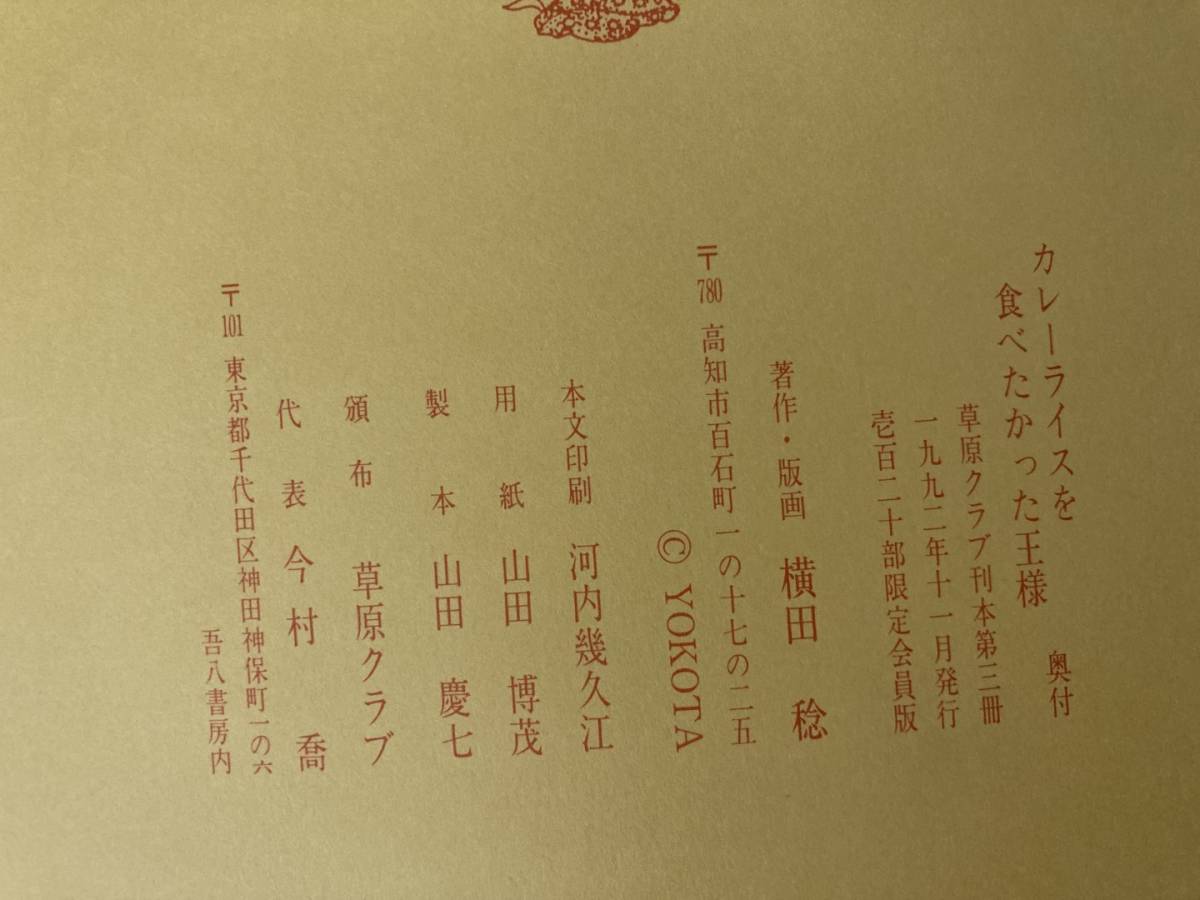 カレーライスを
食べたかった王様　奥付
草原クラブ刊本第三冊
一九九二年十一月発行
壱百二十部限定会員版
著作・版画　横田　稔
〒780　高知市百石町一の十七の二五
© YOKOTA
本文印刷　河内幾久江
用紙　山田　博茂
製本　山田　慶七
頒布　草原クラブ
代表　今村　喬
〒101　東京都千代田区神田神保町一の六
吾八書房内